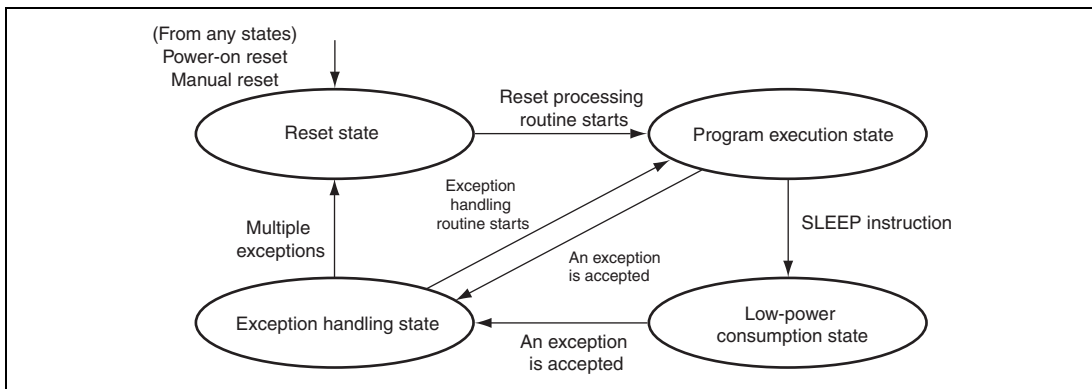 (From any states)
Power-on reset
Manual reset
Reset state
Reset processing
routine starts
Program execution state
Exception
handling
routine starts
Multiple
exceptions
An exception
is accepted
SLEEP instruction
Exception handling state
An exception
is accepted
Low-power
consumption state